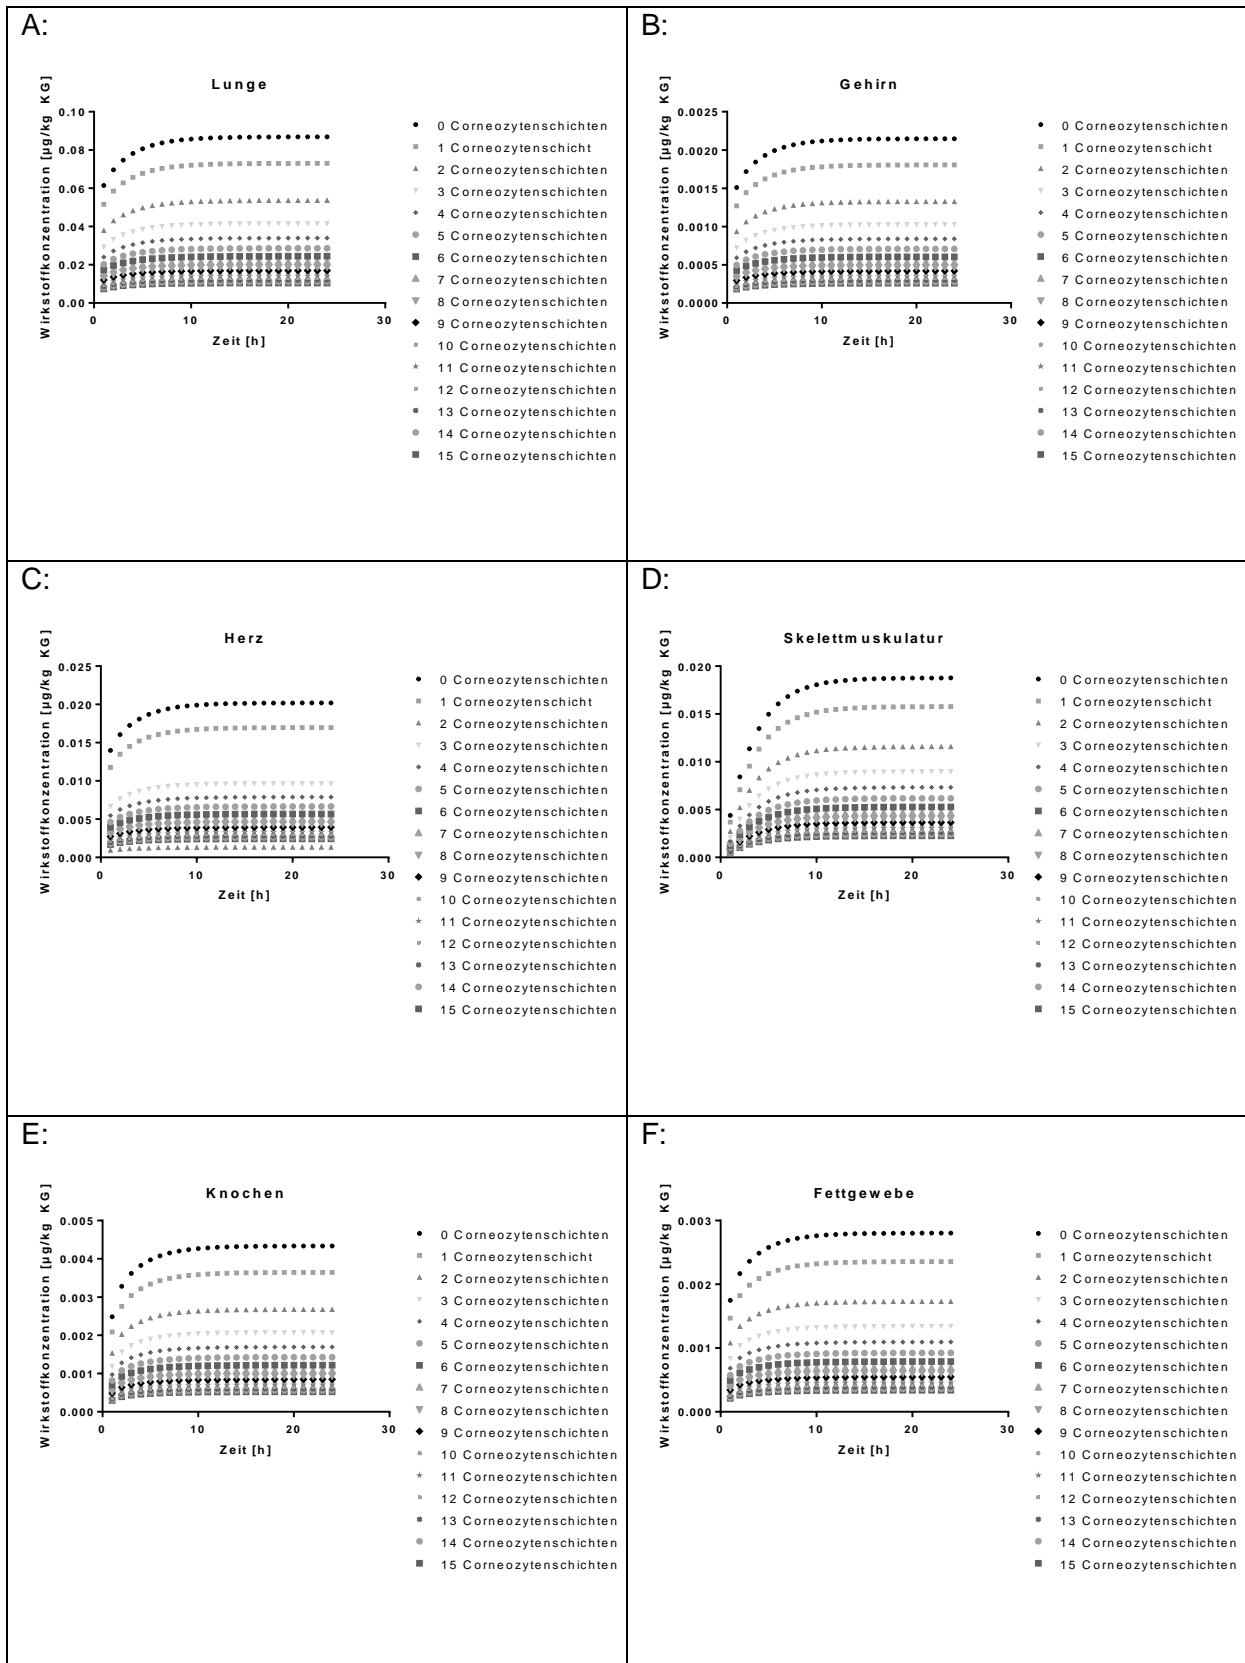 A:
Lunge
Wirkstoffkonzentration [µg/kg KG]
0.10
0.08
0.06
0.04
0.02
0.00
0 10 20 30
Zeit [h]
0 Corneozytenschichten
1 Corneozytenschicht
2 Corneozytenschichten
3 Corneozytenschichten
4 Corneozytenschichten
5 Corneozytenschichten
6 Corneozytenschichten
7 Corneozytenschichten
8 Corneozytenschichten
9 Corneozytenschichten
10 Corneozytenschichten
11 Corneozytenschichten
12 Corneozytenschichten
13 Corneozytenschichten
14 Corneozytenschichten
15 Corneozytenschichten
B:
Gehirn
Wirkstoffkonzentration [µg/kg KG]
0.0025
0.0020
0.0015
0.0010
0.0005
0.0000
0 10 20 30
Zeit [h]
0 Corneozytenschichten
1 Corneozytenschicht
2 Corneozytenschichten
3 Corneozytenschichten
4 Corneozytenschichten
5 Corneozytenschichten
6 Corneozytenschichten
7 Corneozytenschichten
8 Corneozytenschichten
9 Corneozytenschichten
10 Corneozytenschichten
11 Corneozytenschichten
12 Corneozytenschichten
13 Corneozytenschichten
14 Corneozytenschichten
15 Corneozytenschichten
C:
Herz
Wirkstoffkonzentration [µg/kg KG]
0.025
0.020
0.015
0.010
0.005
0.000
0 10 20 30
Zeit [h]
0 Corneozytenschichten
1 Corneozytenschicht
2 Corneozytenschichten
3 Corneozytenschichten
4 Corneozytenschichten
5 Corneozytenschichten
6 Corneozytenschichten
7 Corneozytenschichten
8 Corneozytenschichten
9 Corneozytenschichten
10 Corneozytenschichten
11 Corneozytenschichten
12 Corneozytenschichten
13 Corneozytenschichten
14 Corneozytenschichten
15 Corneozytenschichten
D:
Skelettmuskulatur
Wirkstoffkonzentration [µg/kg KG]
0.020
0.015
0.010
0.005
0.000
0 10 20 30
Zeit [h]
0 Corneozytenschichten
1 Corneozytenschicht
2 Corneozytenschichten
3 Corneozytenschichten
4 Corneozytenschichten
5 Corneozytenschichten
6 Corneozytenschichten
7 Corneozytenschichten
8 Corneozytenschichten
9 Corneozytenschichten
10 Corneozytenschichten
11 Corneozytenschichten
12 Corneozytenschichten
13 Corneozytenschichten
14 Corneozytenschichten
15 Corneozytenschichten
E:
Knochen
Wirkstoffkonzentration [µg/kg KG]
0.005
0.004
0.003
0.002
0.001
0.000
0 10 20 30
Zeit [h]
0 Corneozytenschichten
1 Corneozytenschicht
2 Corneozytenschichten
3 Corneozytenschichten
4 Corneozytenschichten
5 Corneozytenschichten
6 Corneozytenschichten
7 Corneozytenschichten
8 Corneozytenschichten
9 Corneozytenschichten
10 Corneozytenschichten
11 Corneozytenschichten
12 Corneozytenschichten
13 Corneozytenschichten
14 Corneozytenschichten
15 Corneozytenschichten
F:
Fettgewebe
Wirkstoffkonzentration [µg/kg KG]
0.003
0.002
0.001
0.000
0 10 20 30
Zeit [h]
0 Corneozytenschichten
1 Corneozytenschicht
2 Corneozytenschichten
3 Corneozytenschichten
4 Corneozytenschichten
5 Corneozytenschichten
6 Corneozytenschichten
7 Corneozytenschichten
8 Corneozytenschichten
9 Corneozytenschichten
10 Corneozytenschichten
11 Corneozytenschichten
12 Corneozytenschichten
13 Corneozytenschichten
14 Corneozytenschichten
15 Corneozytenschichten